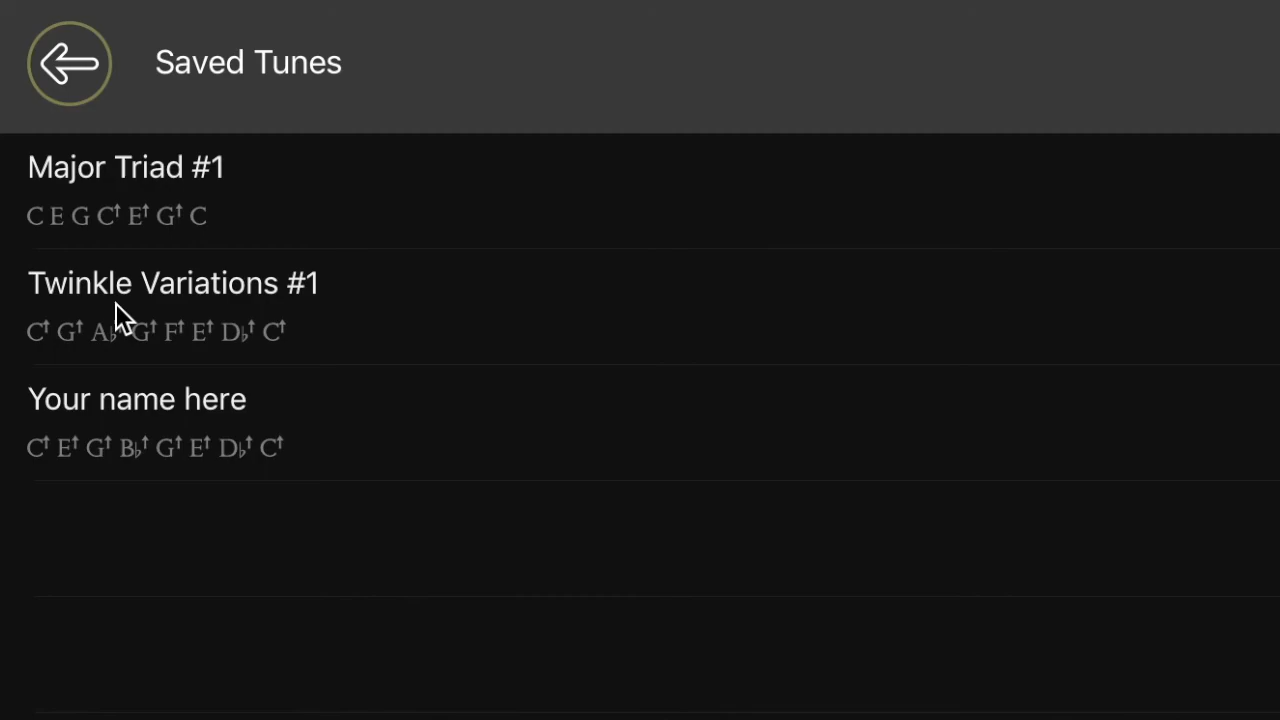 Saved Tunes
Major Triad #1
C E G C↑ E↑ G↑ C
Twinkle Variations #1
C↑ G↑ A♭ G↑ F↑ E↑ D♭↑ C↑
Your name here
C↑ E↑ G↑ B♭↑ G↑ E↑ D♭↑ C↑